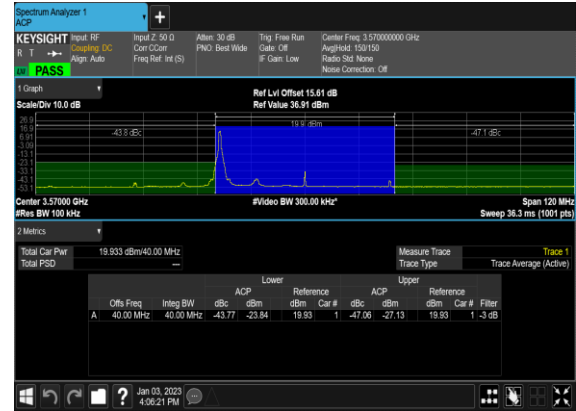 Spectrum Analyzer 1
ACP
+
KEYSIGHT Input: RF Input Z: 50 Ω Atten: 30 dB Trig: Free Run Center Freq: 3.570000000 GHz
R T Coupling: DC Corr CCorr PNO: Best Wide Gate: Off Avg|Hold: 150/150
Align: Auto Freq Ref: Int (S) IF Gain: Low Radio Std: None
LU PASS Noise Correction: Off
1 Graph Ref Lvl Offset 15.61 dB
Scale/Div 10.0 dB Ref Value 36.91 dBm
26.9 19.9 dBm
16.9 -43.8 dBc -47.1 dBc
6.91
-3.09
-13.1
-23.1
-33.1
-43.1
-53.1
Center 3.57000 GHz #Video BW 300.00 kHz* Span 120 MHz
#Res BW 100 kHz Sweep 36.3 ms (1001 pts)
2 Metrics
Total Car Pwr 19.933 dBm/40.00 MHz Measure Trace Trace 1
Total PSD --- Trace Type Trace Average (Active)
Lower Upper
ACP Reference ACP Reference
Offs Freq Integ BW dBc dBm dBm Car # dBc dBm dBm Car # Filter
A 40.00 MHz 40.00 MHz -43.77 -23.84 19.93 1 -47.06 -27.13 19.93 1 -3 dB
? Jan 03, 2023
4:06:21 PM